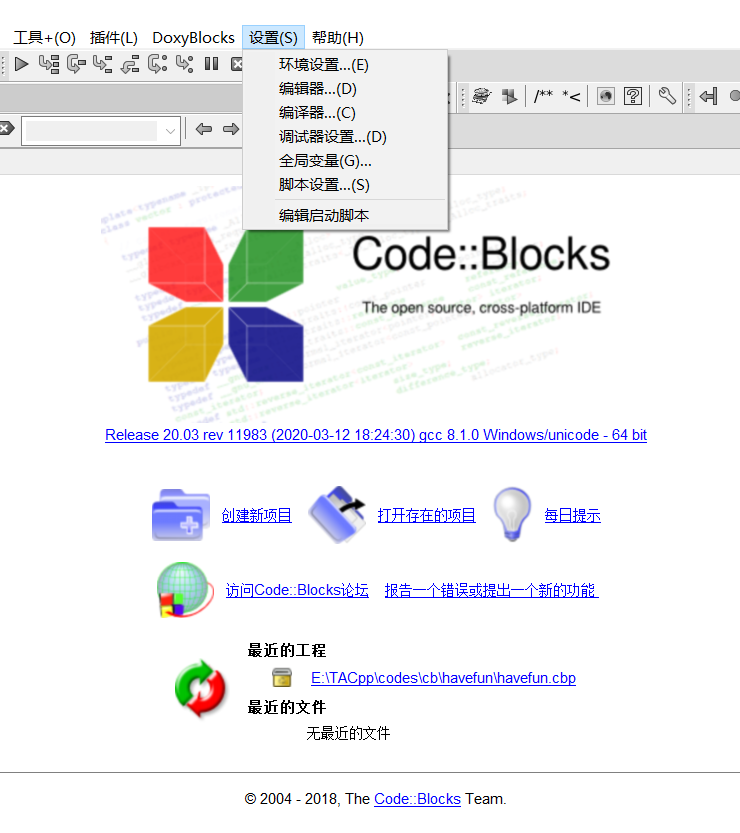 工具+(O) 插件(L) DoxyBlocks 设置(S) 帮助(H)
环境设置...(E)
编辑器...(D)
编译器...(C)
调试器设置...(D)
全局变量(G)...
脚本设置...(S)
编辑启动脚本
/** *<
Code::Blocks
The open source, cross-platform IDE
Release 20.03 rev 11983 (2020-03-12 18:24:30) gcc 8.1.0 Windows/unicode - 64 bit
创建新项目 打开存在的项目 每日提示
访问Code::Blocks论坛 报告一个错误或提出一个新的功能
最近的工程
E:\TACpp\codes\cb\havefun\havefun.cbp
最近的文件
无最近的文件
© 2004 - 2018, The Code::Blocks Team.